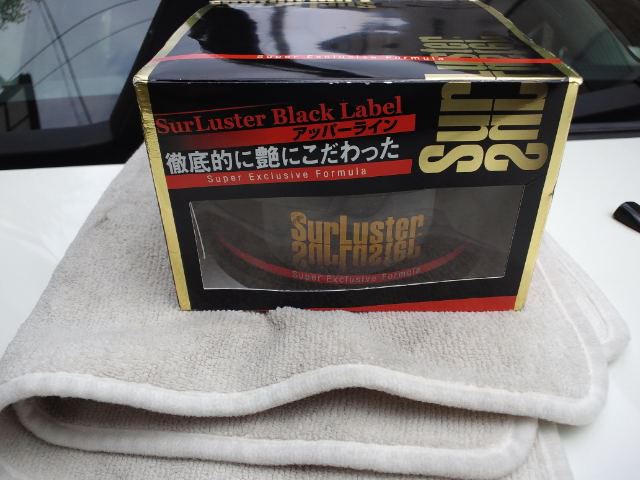 Super Exclusive Formula
SurLuster
SurLuster Black Label
アッパーライン
徹底的に艶にこだわった
Super Exclusive Formula
SurLuster
Super Exclusive Formula